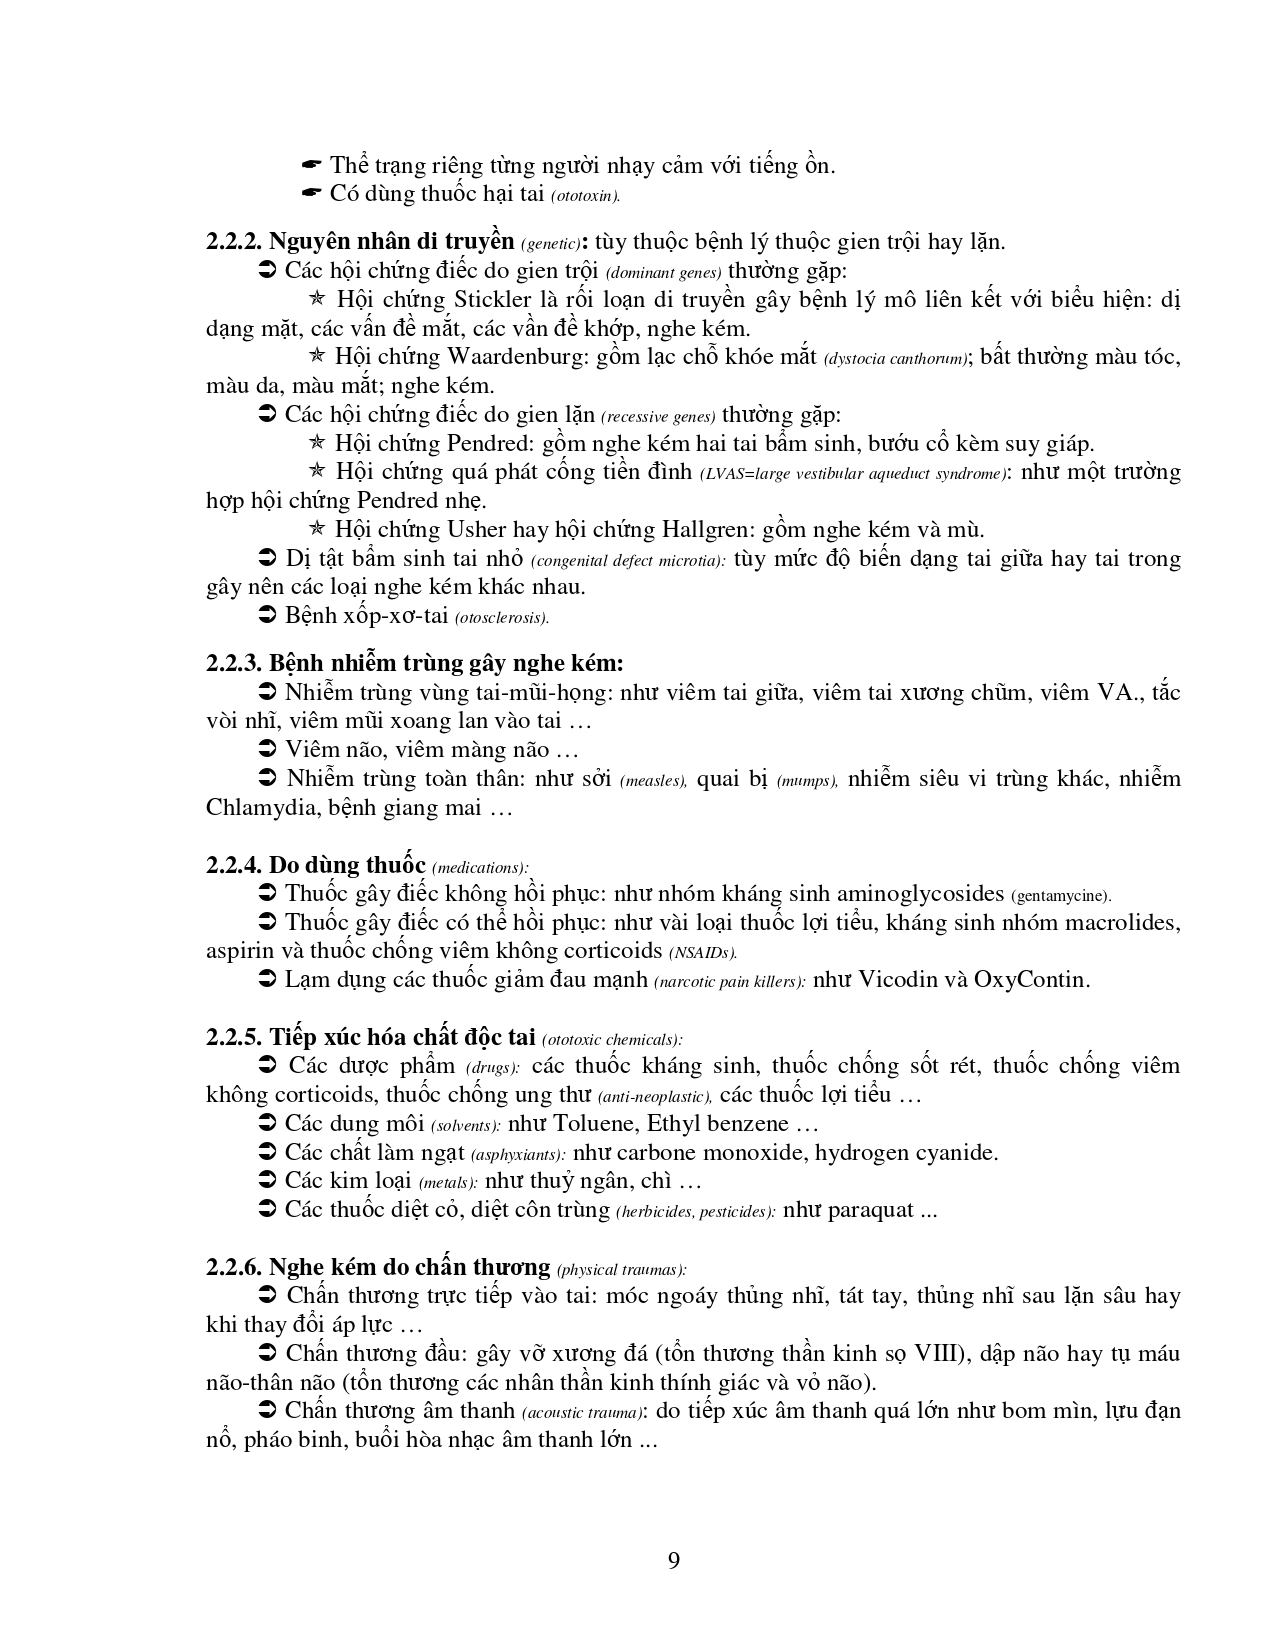 ☛ Thể trạng riêng từng người nhạy cảm với tiếng ồn.
☛ Có dùng thuốc hại tai (ototoxin).
2.2.2. Nguyên nhân di truyền (genetic): tùy thuộc bệnh lý thuộc gien trội hay lặn.
➲ Các hội chứng điếc do gien trội (dominant genes) thường gặp:
✯ Hội chứng Stickler là rối loạn di truyền gây bệnh lý mô liên kết với biểu hiện: dị
dạng mặt, các vấn đề mắt, các vần đề khớp, nghe kém.
✯ Hội chứng Waardenburg: gồm lạc chỗ khóe mắt (dystocia canthorum); bất thường màu tóc,
màu da, màu mắt; nghe kém.
➲ Các hội chứng điếc do gien lặn (recessive genes) thường gặp:
✯ Hội chứng Pendred: gồm nghe kém hai tai bẩm sinh, bướu cổ kèm suy giáp.
✯ Hội chứng quá phát cống tiền đình (LVAS=large vestibular aqueduct syndrome): như một trường
hợp hội chứng Pendred nhẹ.
✯ Hội chứng Usher hay hội chứng Hallgren: gồm nghe kém và mù.
➲ Dị tật bẩm sinh tai nhỏ (congenital defect microtia): tùy mức độ biến dạng tai giữa hay tai trong
gây nên các loại nghe kém khác nhau.
➲ Bệnh xốp-xơ-tai (otosclerosis).
2.2.3. Bệnh nhiễm trùng gây nghe kém:
➲ Nhiễm trùng vùng tai-mũi-họng: như viêm tai giữa, viêm tai xương chũm, viêm VA., tắc
vòi nhĩ, viêm mũi xoang lan vào tai …
➲ Viêm não, viêm màng não …
➲ Nhiễm trùng toàn thân: như sởi (measles), quai bị (mumps), nhiễm siêu vi trùng khác, nhiễm
Chlamydia, bệnh giang mai …
2.2.4. Do dùng thuốc (medications):
➲ Thuốc gây điếc không hồi phục: như nhóm kháng sinh aminoglycosides (gentamycine).
➲ Thuốc gây điếc có thể hồi phục: như vài loại thuốc lợi tiểu, kháng sinh nhóm macrolides,
aspirin và thuốc chống viêm không corticoids (NSAIDs).
➲ Lạm dụng các thuốc giảm đau mạnh (narcotic pain killers): như Vicodin và OxyContin.
2.2.5. Tiếp xúc hóa chất độc tai (ototoxic chemicals):
➲ Các dược phẩm (drugs): các thuốc kháng sinh, thuốc chống sốt rét, thuốc chống viêm
không corticoids, thuốc chống ung thư (anti-neoplastic), các thuốc lợi tiểu …
➲ Các dung môi (solvents): như Toluene, Ethyl benzene …
➲ Các chất làm ngạt (asphyxiants): như carbone monoxide, hydrogen cyanide.
➲ Các kim loại (metals): như thuỷ ngân, chì …
➲ Các thuốc diệt cỏ, diệt côn trùng (herbicides, pesticides): như paraquat ...
2.2.6. Nghe kém do chấn thương (physical traumas):
➲ Chấn thương trực tiếp vào tai: móc ngoáy thủng nhĩ, tát tay, thủng nhĩ sau lặn sâu hay
khi thay đổi áp lực …
➲ Chấn thương đầu: gây vỡ xương đá (tổn thương thần kinh sọ VIII), dập não hay tụ máu
não-thân não (tổn thương các nhân thần kinh thính giác và vỏ não).
➲ Chấn thương âm thanh (acoustic trauma): do tiếp xúc âm thanh quá lớn như bom mìn, lựu đạn
nổ, pháo binh, buổi hòa nhạc âm thanh lớn ...
9